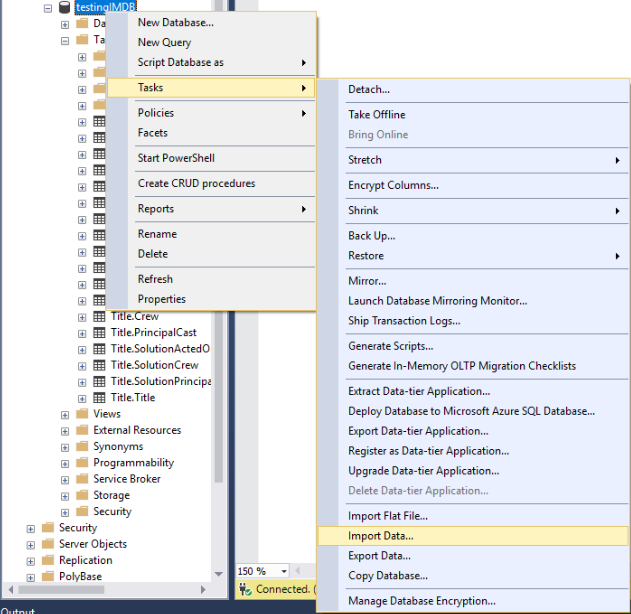 testingIMDB
Da
Ta
New Database...
New Query
Script Database as
Tasks
Policies
Facets
Start PowerShell
Create CRUD procedures
Reports
Rename
Delete
Refresh
Properties
Detach...
Take Offline
Bring Online
Stretch
Encrypt Columns...
Shrink
Back Up...
Restore
Mirror...
Launch Database Mirroring Monitor...
Ship Transaction Logs...
Generate Scripts...
Generate In-Memory OLTP Migration Checklists
Extract Data-tier Application...
Deploy Database to Microsoft Azure SQL Database...
Export Data-tier Application...
Register as Data-tier Application...
Upgrade Data-tier Application...
Delete Data-tier Application...
Import Flat File...
Import Data...
Export Data...
Copy Database...
Manage Database Encryption...
Title.Crew
Title.PrincipalCast
Title.SolutionActedO
Title.SolutionCrew
Title.SolutionPrincipa
Title.Title
Views
External Resources
Synonyms
Programmability
Service Broker
Storage
Security
Security
Server Objects
Replication
PolyBase
150 %
Connected. (
Output